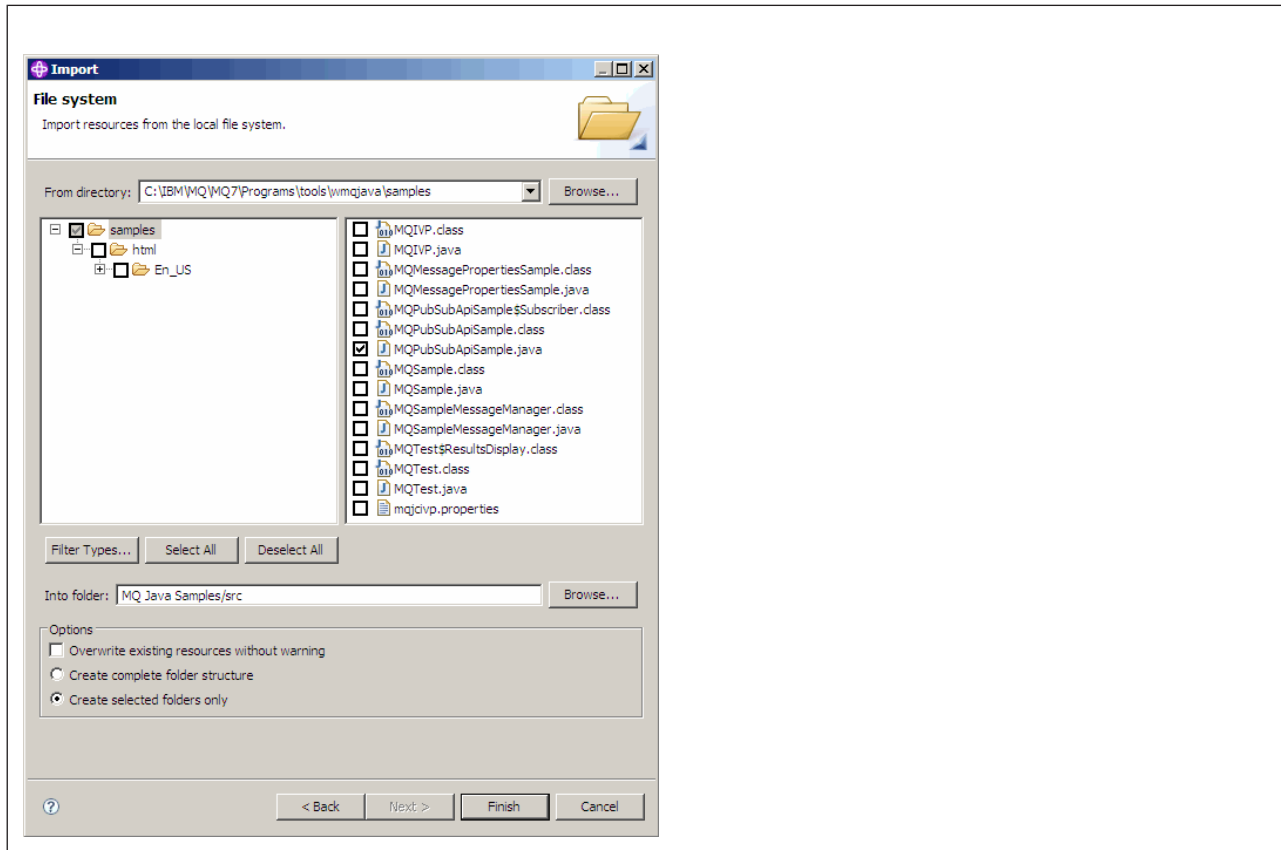 Import
File system
Import resources from the local file system.
From directory: C:\IBM\MQ\MQ7\Programs\tools\wmqjava\samples Browse...
samples
html
En_US
MQIVP.class
MQIVP.java
MQMessagePropertiesSample.class
MQMessagePropertiesSample.java
MQPubSubApiSample$Subscriber.class
MQPubSubApiSample.class
MQPubSubApiSample.java
MQSample.class
MQSample.java
MQSampleMessageManager.class
MQSampleMessageManager.java
MQTest$ResultsDisplay.class
MQTest.class
MQTest.java
mqjcivp.properties
Filter Types... Select All Deselect All
Into folder: MQ Java Samples/src Browse...
Options
Overwrite existing resources without warning
Create complete folder structure
Create selected folders only
? < Back Next > Finish Cancel